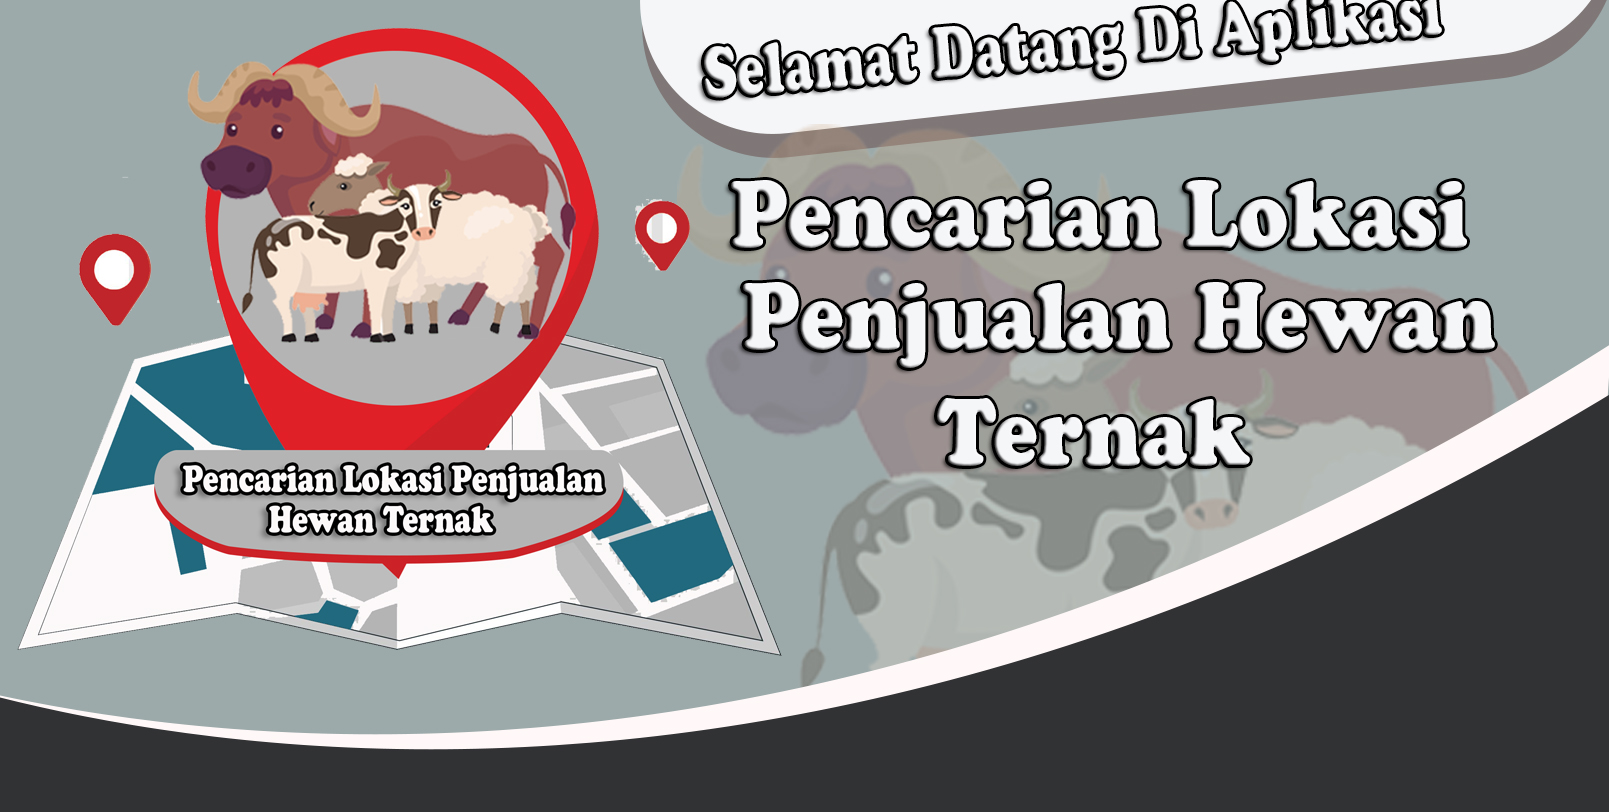 Selamat Datang Di Aplikasi
Pencarian Lokasi
Penjualan Hewan
Ternak
Pencarian Lokasi Penjualan
Hewan Ternak